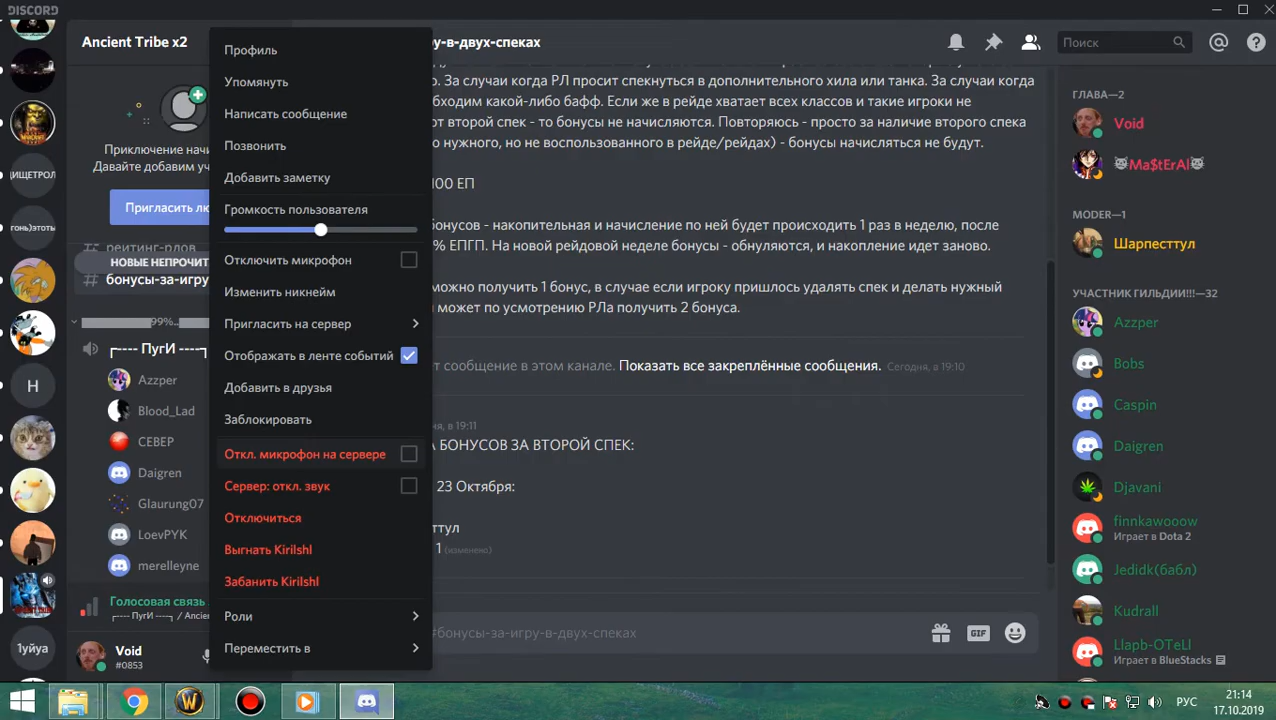 DISCORD
Ancient Tribe x2
Приключение начи
Давайте добавим уч
Пригласить лю
рейтинг-рлов
НОВЫЕ НЕПРОЧИТ
# бонусы-за-игру
99%..
┏---- ПугИ ----┓
Azzper
Blood_Lad
СЕВЕР
Daigren
Glaurung07
LoevPYK
merelleyne
Голосовая связь
┏---- ПугИ ----┓ / Ancien
Void
#0853
ИЩЕТРОЛ
гонь)этоты
Н
1уйуа
Профиль
Упомянуть
Написать сообщение
Позвонить
Добавить заметку
Громкость пользователя
Отключить микрофон
Изменить никнейм
Пригласить на сервер
Отображать в ленте событий
Добавить в друзья
Заблокировать
Откл. микрофон на сервере
Сервер: откл. звук
Отключиться
Выгнать Kirilshl
Забанить Kirilshl
Роли
Переместить в
гру-в-двух-спеках
Поиск
о. За случаи когда РЛ просит спекнуться в дополнительного хила или танка. За случаи когда
бходим какой-либо бафф. Если же в рейде хватает всех классов и такие игроки не
от второй спек - то бонусы не начисляются. Повторяюсь - просто за наличие второго спека
о нужного, но не воспользованного в рейде/рейдах) - бонусы начисляться не будут.
100 ЕП
бонусов - накопительная и начисление по ней будет происходить 1 раз в неделю, после
% ЕПГП. На новой рейдовой неделе бонусы - обнуляются, и накопление идет заново.
можно получить 1 бонус, в случае если игроку пришлось удалять спек и делать нужный
и может по усмотрению РЛа получить 2 бонуса.
ет сообщение в этом канале. Показать все закреплённые сообщения. Сегодня, в 19:10
я, в 19:11
А БОНУСОВ ЗА ВТОРОЙ СПЕК:
23 Октября:
ттул
1 (изменено)
#бонусы-за-игру-в-двух-спеках
GIF
ГЛАВА—2
Void
😼Ma$tErAl😼
MODER—1
Шарпесттул
УЧАСТНИК ГИЛЬДИИ!!!—32
Azzper
Bobs
Caspin
Daigren
Djavani
finnkawooow
Играет в Dota 2
Jedidk(бабл)
Kudrall
Llapb-OTeLl
Играет в BlueStacks
РУС
21:14
17.10.2019